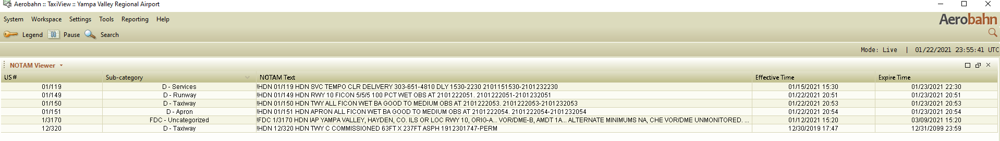 Aerobahn :: TaxiView :: Yampa Valley Regional Airport
System Workspace Settings Tools Reporting Help
Aerobahn
Legend Pause Search
Mode: Live | 01/22/2021 23:55:41 UTC
NOTAM Viewer
US # Sub-category NOTAM Text Effective Time Expire Time
01/119 D - Services !HDN 01/119 HDN SVC TEMPO CLR DELIVERY 303-651-4810 DLY 1530-2230 2101151530-2101232230 01/15/2021 15:30 01/23/2021 22:30
01/149 D - Runway !HDN 01/149 HDN RWY 10 FICON 5/5/5 100 PCT WET OBS AT 2101222051. 2101222051-2101232051 01/22/2021 20:51 01/23/2021 20:51
01/150 D - Taxiway !HDN 01/150 HDN TWY ALL FICON WET BA GOOD TO MEDIUM OBS AT 2101222053. 2101222053-2101232053 01/22/2021 20:53 01/23/2021 20:53
01/151 D - Apron !HDN 01/151 HDN APRON ALL FICON WET BA GOOD TO MEDIUM OBS AT 2101222054. 2101222054-2101232054 01/22/2021 20:54 01/23/2021 20:54
1/3170 FDC - Uncategorized !FDC 1/3170 HDN IAP YAMPA VALLEY, HAYDEN, CO. ILS OR LOC RWY 10, ORIG-A... VOR/DME-B, AMDT 1A... ALTERNATE MINIMUMS NA, CHE VOR/DME UNMONITORED. ... 01/12/2021 15:20 03/09/2021 15:20
12/320 D - Taxiway !HDN 12/320 HDN TWY C COMMISSIONED 63FT X 237FT ASPH 1912301747-PERM 12/30/2019 17:47 12/31/2099 23:59